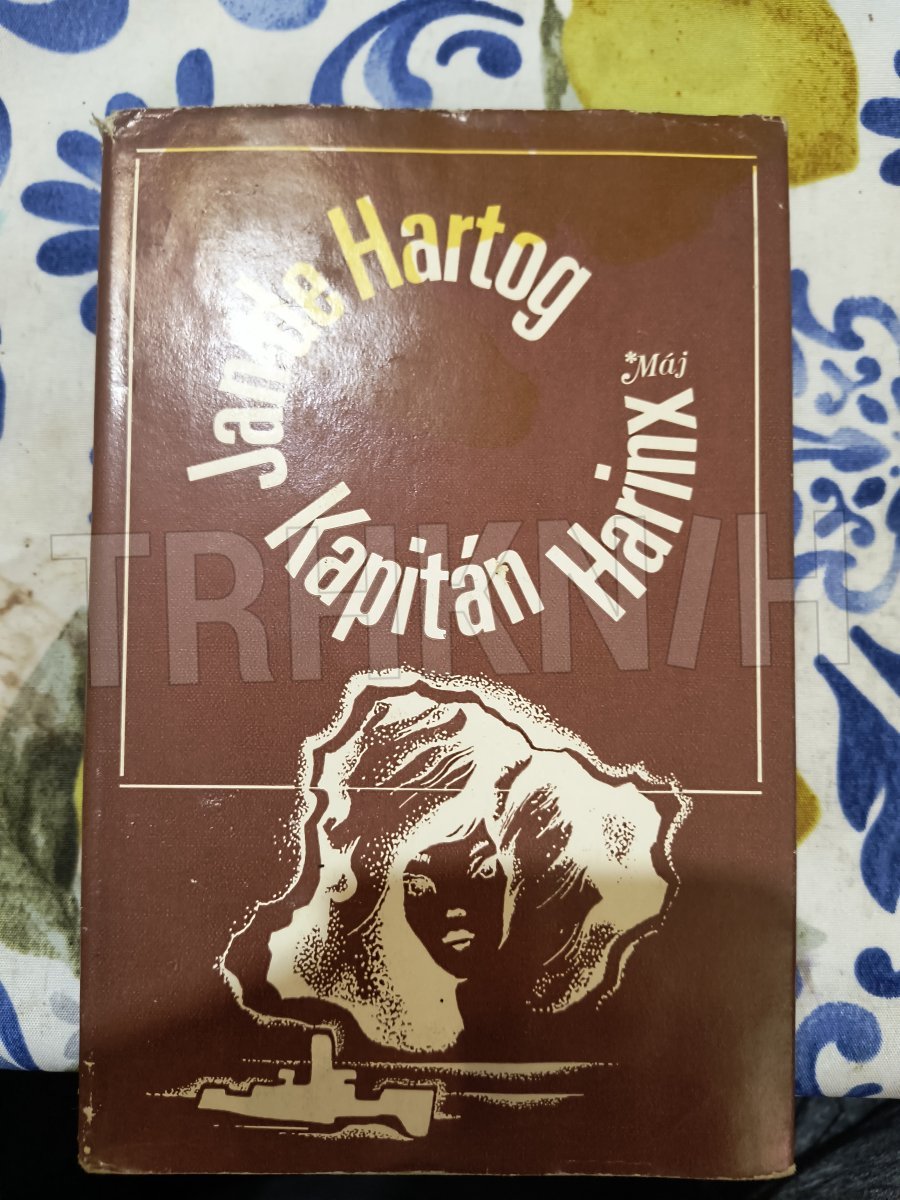 Jan de Hartog
*Máj
Kapitán Harinx
TRHKNIH